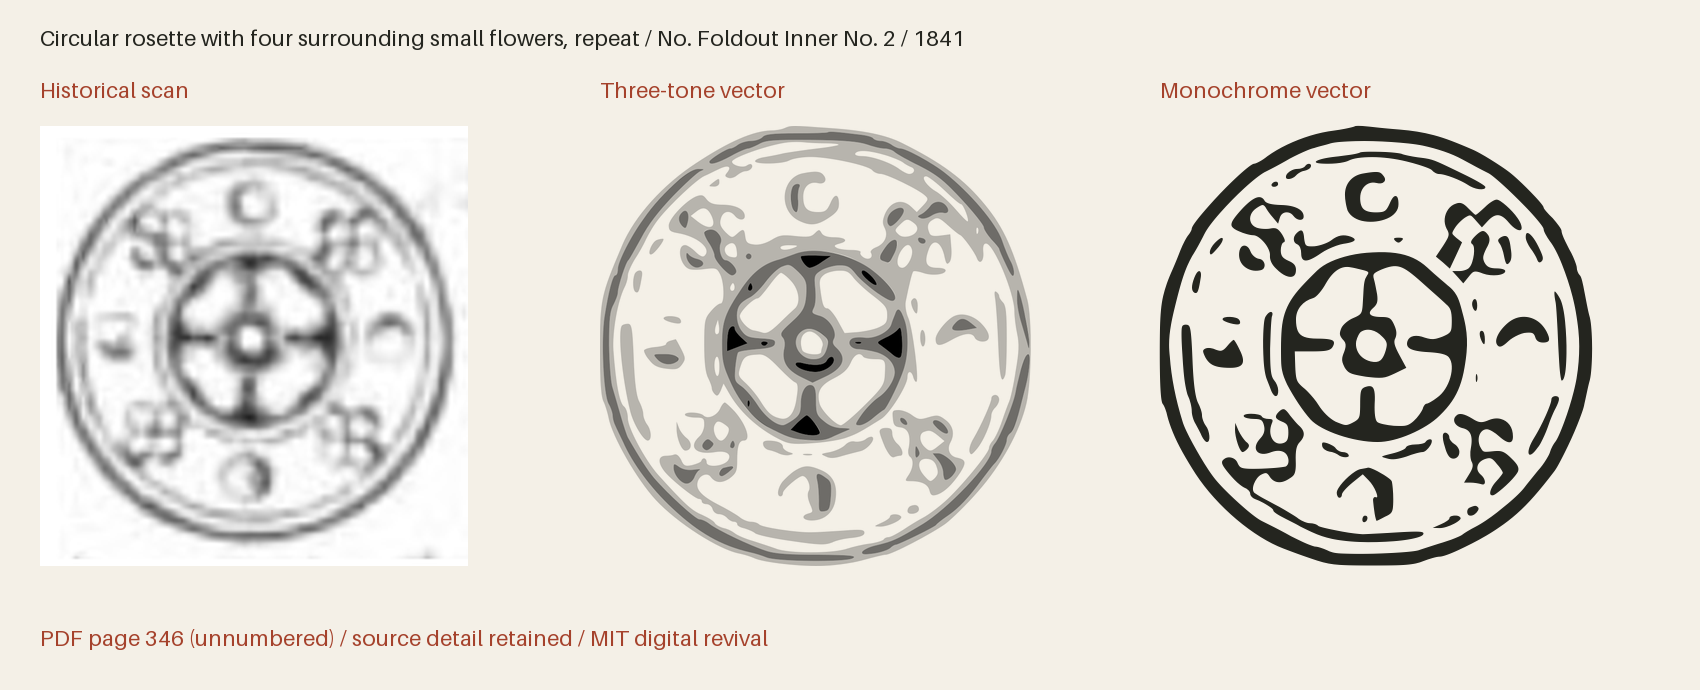 Circular rosette with four surrounding small flowers, repeat / No. Foldout Inner No. 2 / 1841
Historical scan
Three-tone vector
Monochrome vector
PDF page 346 (unnumbered) / source detail retained / MIT digital revival